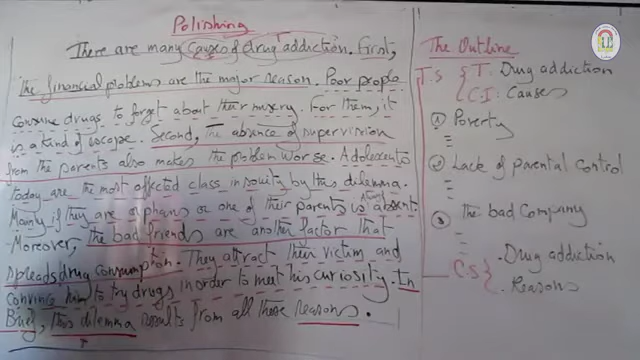 Polishing
There are many causes of drug addiction. First,
the financial problems are the major reason. Poor people
consume drugs to forget about their misery. For them, it
is a kind of escape. Second, the absence of supervision
from the parents also makes the problem worse. Adolescents
today are the most affected class in society by this dilemma.
Mainly if they are orphans or one of their parents is absent
Moreover, the bad friends are another factor that
spreads drug consumption. They attract their victim and
convince him to try drugs in order to meet his curiosity. In
Brief, this dilemma results from all these reasons.
The Outline
T.S { T: Drug addiction
C.I: Causes
① Poverty
② Lack of parental control
③ The bad Company
CS { . Drug addiction
. Reasons